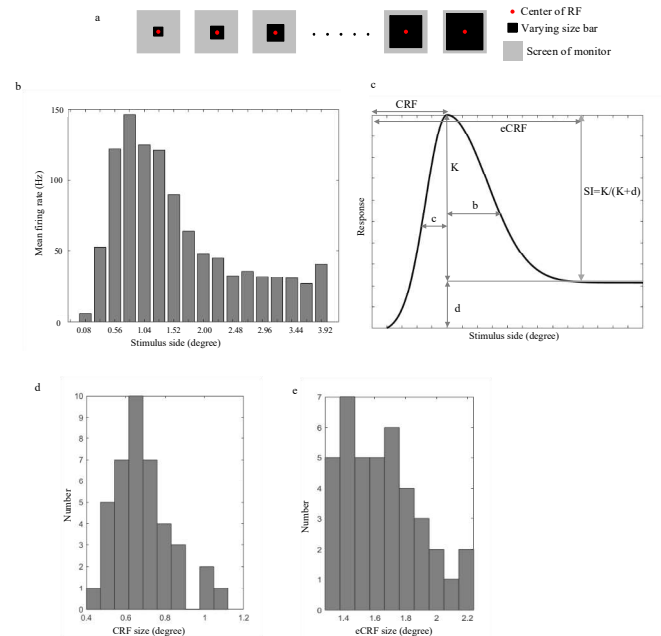 a
Center of RF
Varying size bar
Screen of monitor
b
Mean firing rate (Hz)
150
100
50
0
0.08 0.56 1.04 1.52 2.00 2.48 2.96 3.44 3.92
Stimulus side (degree)
c
CRF
eCRF
K
SI=K/(K+d)
c
b
d
Response
Stimulus side (degree)
d
Number
10
9
8
7
6
5
4
3
2
1
0
0.4 0.6 0.8 1 1.2
CRF size (degree)
e
Number
7
6
5
4
3
2
1
0
1.4 1.6 1.8 2 2.2
eCRF size (degree)